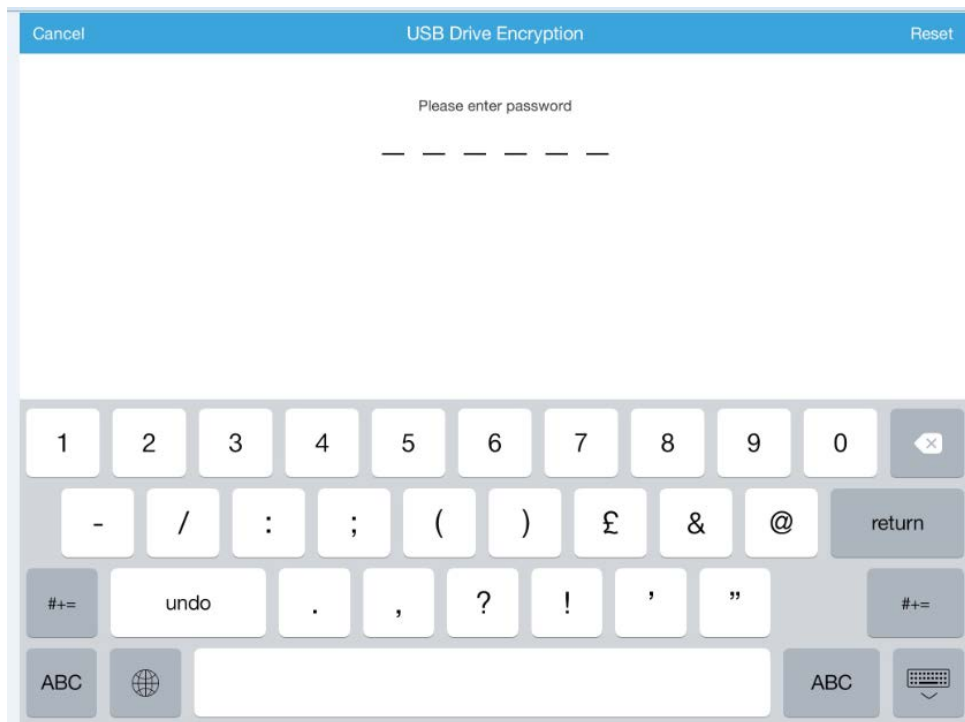 Cancel USB Drive Encryption Reset
Please enter password
1 2 3 4 5 6 7 8 9 0
- / : ; ( ) £ & @ return
#+= undo . , ? ! ’ ” #+=
ABC ABC